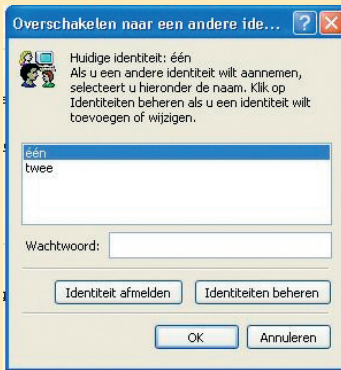 Overschakelen naar een andere ide...
Huidige identiteit: één
Als u een andere identiteit wilt aannemen,
selecteert u hieronder de naam. Klik op
Identiteiten beheren als u een identiteit wilt
toevoegen of wijzigen.
één
twee
Wachtwoord:
Identiteit afmelden Identiteiten beheren
OK Annuleren